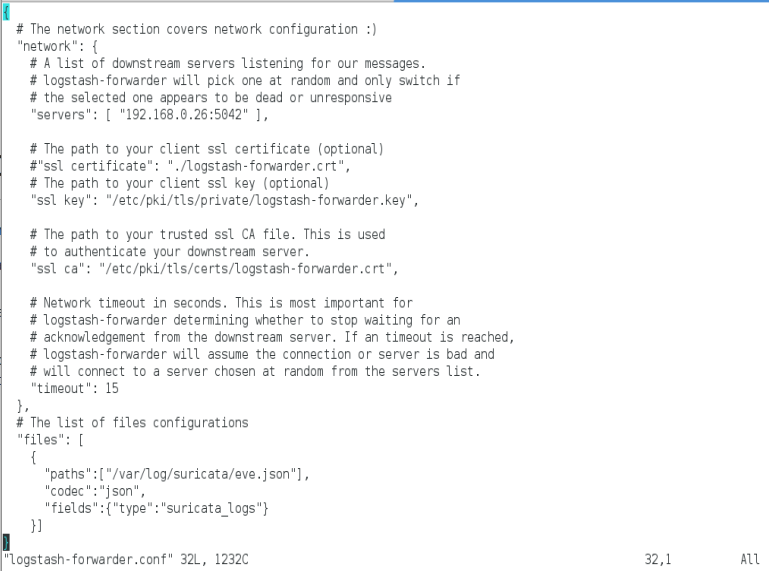 {
  # The network section covers network configuration :)
  "network": {
    # A list of downstream servers listening for our messages.
    # logstash-forwarder will pick one at random and only switch if
    # the selected one appears to be dead or unresponsive
    "servers": [ "192.168.0.26:5042" ],

    # The path to your client ssl certificate (optional)
    #"ssl certificate": "./logstash-forwarder.crt",
    # The path to your client ssl key (optional)
    "ssl key": "/etc/pki/tls/private/logstash-forwarder.key",

    # The path to your trusted ssl CA file. This is used
    # to authenticate your downstream server.
    "ssl ca": "/etc/pki/tls/certs/logstash-forwarder.crt",

    # Network timeout in seconds. This is most important for
    # logstash-forwarder determining whether to stop waiting for an
    # acknowledgement from the downstream server. If an timeout is reached,
    # logstash-forwarder will assume the connection or server is bad and
    # will connect to a server chosen at random from the servers list.
    "timeout": 15
  },
  # The list of files configurations
  "files": [
    {
      "paths":["/var/log/suricata/eve.json"],
      "codec":"json",
      "fields":{"type":"suricata_logs"}
    }]
}
"logstash-forwarder.conf" 32L, 1232C 32,1 All